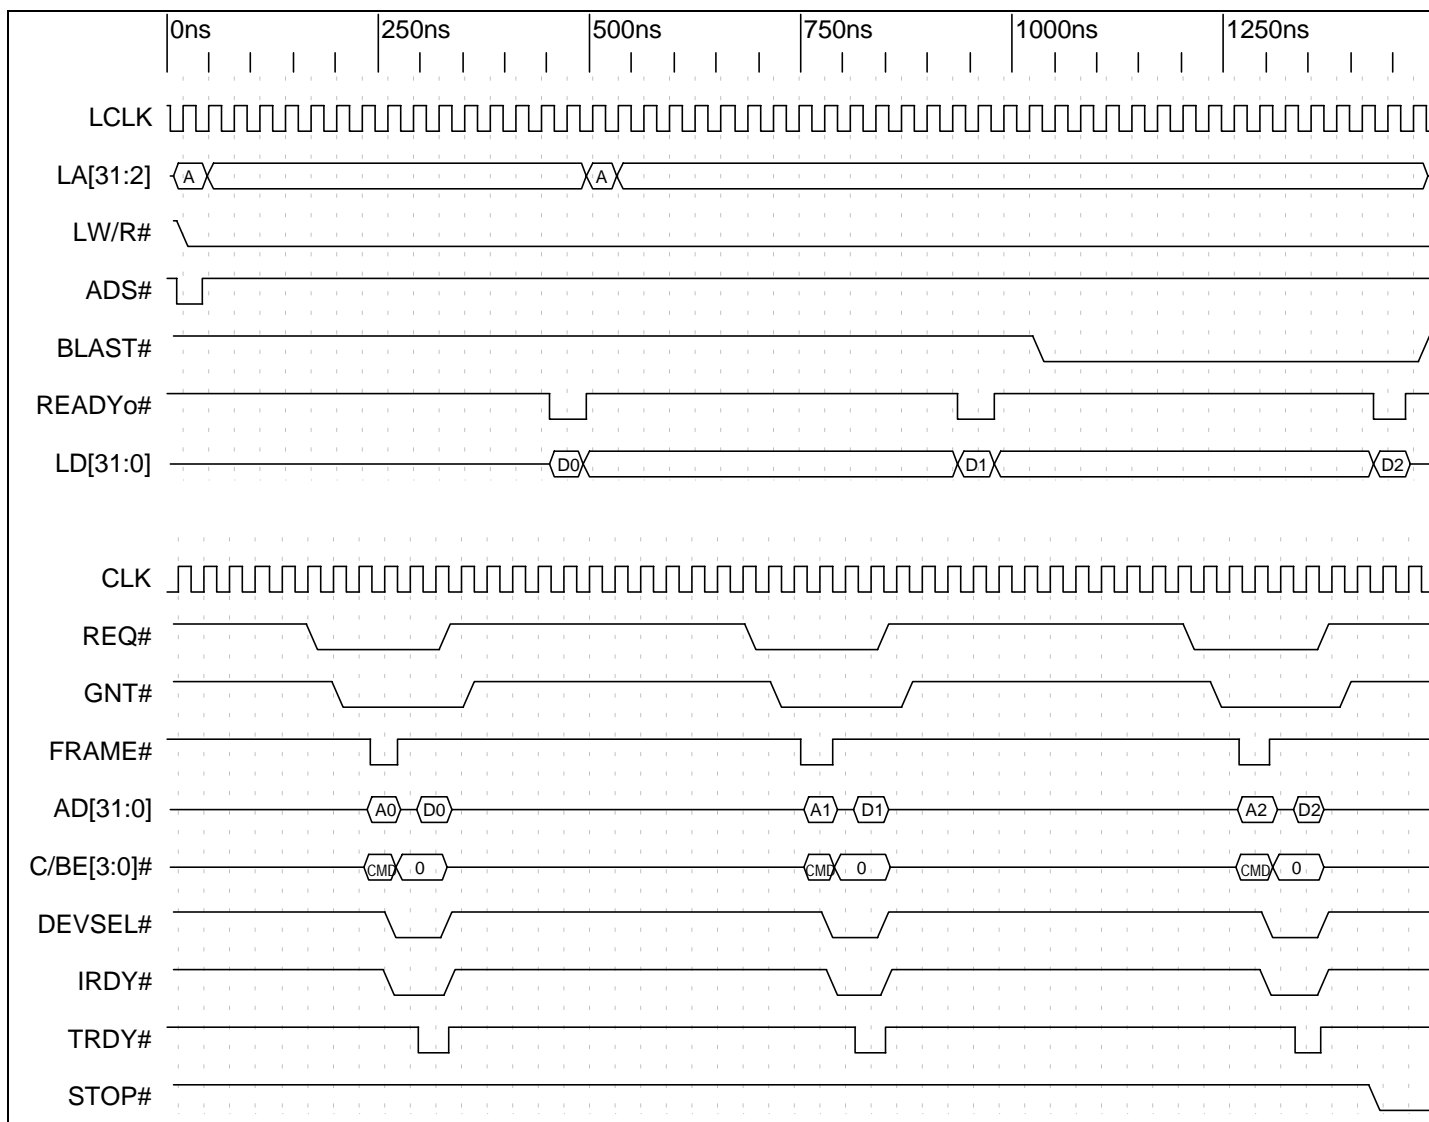 0ns 250ns 500ns 750ns 1000ns 1250ns
LCLK
LA[31:2] A A
LW/R#
ADS#
BLAST#
READYo#
LD[31:0] D0 D1 D2
CLK
REQ#
GNT#
FRAME#
AD[31:0] A0 D0 A1 D1 A2 D2
C/BE[3:0]# CMD 0 CMD 0 CMD 0
DEVSEL#
IRDY#
TRDY#
STOP#